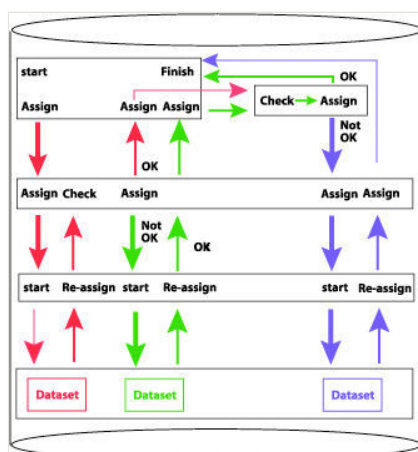 start Finish
OK
Assign Assign Assign
Check Assign
Not
OK
OK
Assign Check Assign Assign Assign
Not
OK
OK
start Re-assign start Re-assign start Re-assign
Dataset Dataset Dataset